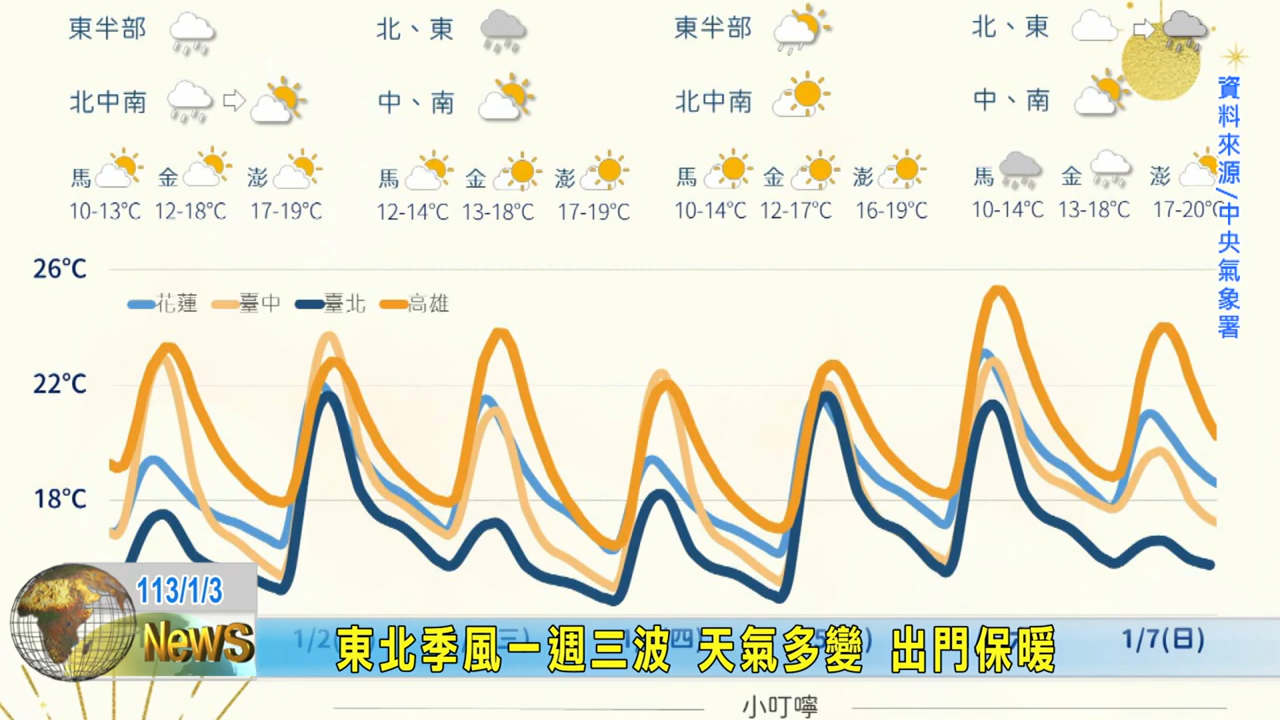 東半部
北、東
東半部
北、東
北中南
中、南
北中南
中、南
馬 金 澎
馬 金 澎
馬 金 澎
馬 金 澎
10-13°C 12-18°C 17-19°C
12-14°C 13-18°C 17-19°C
10-14°C 12-17°C 16-19°C
10-14°C 13-18°C 17-20°C
資料來源/中央氣象署
26°C
花蓮 臺中 臺北 高雄
22°C
18°C
113/1/3
News
東北季風一週三波 天氣多變 出門保暖
1/7(日)
小叮嚀